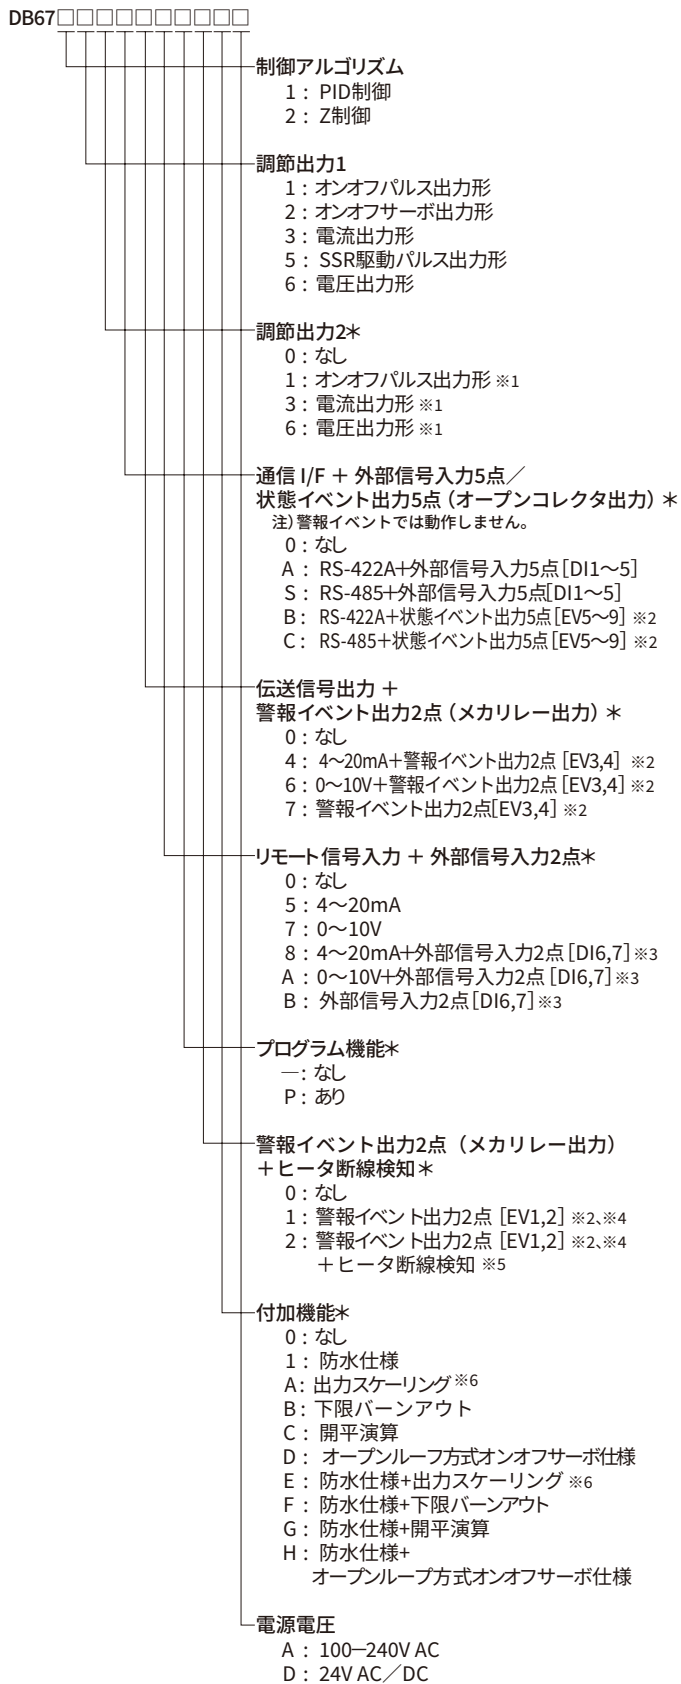 DB67□□□□□□□□□□
制御アルゴリズム
1： PID制御
2： Z制御
調節出力1
1：オンオフパルス出力形
2：オンオフサーボ出力形
3：電流出力形
5： SSR駆動パルス出力形
6：電圧出力形
調節出力2＊
0：なし
1：オンオフパルス出力形 ※1
3：電流出力形 ※1
6：電圧出力形 ※1
通信 I/F ＋ 外部信号入力5点／
状態イベント出力5点（オープンコレクタ出力）＊
注）警報イベントでは動作しません。
0：なし
A： RS-422A+外部信号入力5点［DI1～5］
S： RS-485＋外部信号入力5点[DI1～5］
B： RS-422A＋状態イベント出力5点［EV5～9］※2
C： RS-485＋状態イベント出力5点［EV5～9］※2
伝送信号出力 ＋
警報イベント出力2点（メカリレー出力）＊
0：なし
4： 4～20mA＋警報イベント出力2点［EV3,4］ ※2
6：0～10V＋警報イベント出力2点［EV3,4］※2
7：警報イベント出力2点[EV3,4］※2
リモート信号入力 ＋ 外部信号入力2点＊
0：なし
5：4～20mA
7：0～10V
8：4～20mA+外部信号入力2点［DI6,7］※3
A：0～10V+外部信号入力2点［DI6,7］※3
B： 外部信号入力2点［DI6,7］※3
プログラム機能＊
―：なし
P：あり
警報イベント出力2点（メカリレー出力）
＋ヒータ断線検知＊
0：なし
1：警報イベント出力2点［EV1,2］※2、※4
2：警報イベント出力2点［EV1,2］※2、※4
＋ヒータ断線検知 ※5
付加機能＊
0：なし
1： 防水仕様
A：出力スケーリング※6
B：下限バーンアウト
C： 開平演算
D： オープンルーフ方式オンオフサーボ仕様
E： 防水仕様+出力スケーリング ※6
F： 防水仕様+下限バーンアウト
G： 防水仕様+開平演算
H： 防水仕様+
オープンループ方式オンオフサーボ仕様
電源電圧
A： 100―240V AC
D： 24V AC／DC